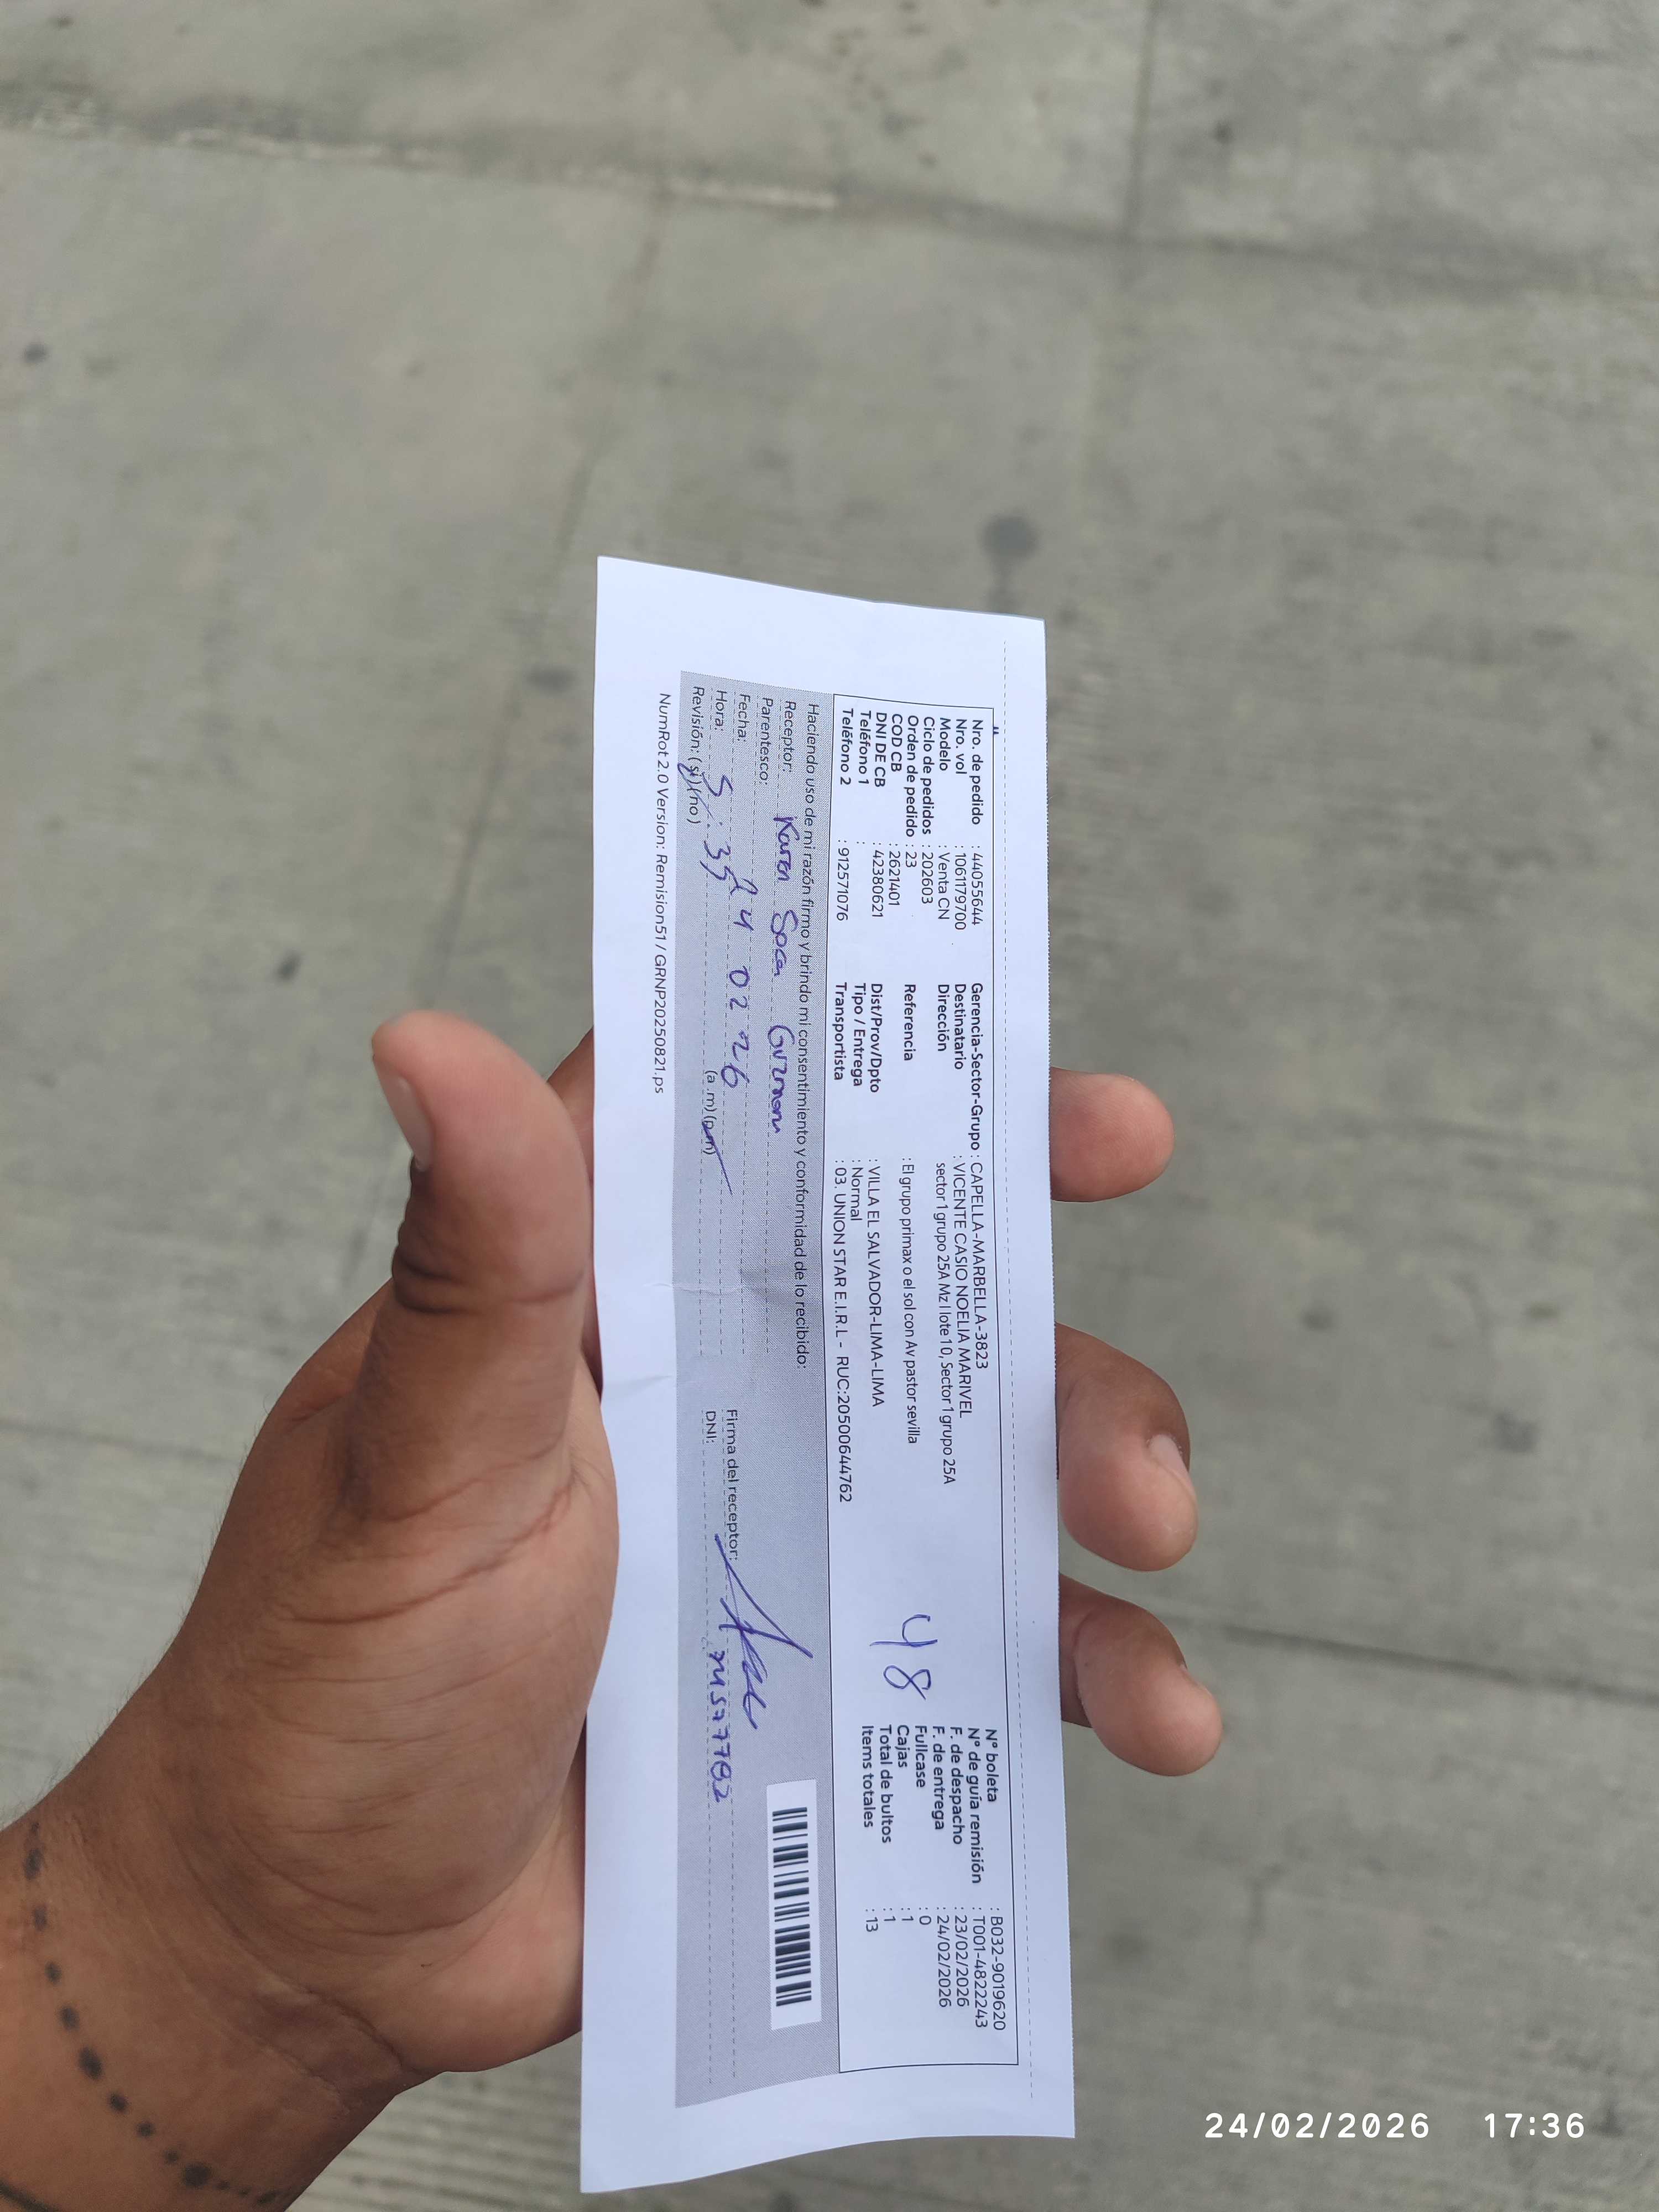 Nro. de pedido : 44055644
Nro. vol : 1061179700
Modelo : Venta CN
Ciclo de pedidos : 202603
Orden de pedido : 23
COD CB : 2621401
DNI DE CB : 42380621
Teléfono 1 :
Teléfono 2 : 912571076
Gerencia-Sector-Grupo : CAPELLA-MARBELLA-3823
Destinatario : VICENTE CASIO NOELIA MARIVEL
Dirección sector 1 grupo 25A Mz I lote 10, Sector 1 grupo 25A
Referencia : El grupo primax o el sol con Av pastor sevilla
Dist/Prov/Dpto : VILLA EL SALVADOR-LIMA-LIMA
Tipo / Entrega : Normal
Transportista : 03. UNION STAR E.I.R.L - RUC:20500644762
48
N° boleta : B032-9019620
N° de guía remisión : T001-4822243
F. de despacho : 23/02/2026
F. de entrega : 24/02/2026
Fullcase : 0
Cajas : 1
Total de bultos : 1
Items totales : 13
Haciendo uso de mi razón firmo y brindo mi consentimiento y conformidad de lo recibido:
Receptor: Karen Guzman
Parentesco:
Fecha: 24 02 26
Hora: 5:35 (a.m) (p.m)
Revisión: (si) (no)
Firma del receptor:
DNI:
NumRot 2.0 Version: Remision51 / GRNP20250821.ps
24/02/2026 17:36